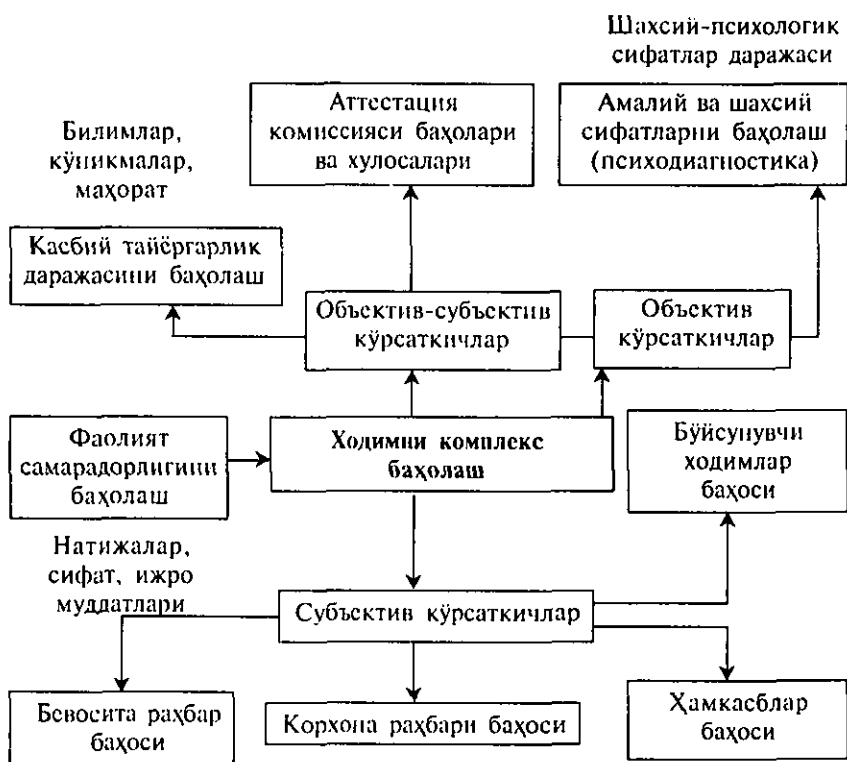 Шахсий-психологик
сифатлар даражаси
Аттестация
комиссияси баҳолари
ва хулосалари
Амалий ва шахсий
сифатларни баҳолаш
(психодиагностика)
Билимлар,
кўникмалар,
маҳорат
Касбий тайёргарлик
даражасини баҳолаш
Объектив-субъектив
кўрсаткичлар
Объектив
кўрсаткичлар
Фаолият
самарадорлигини
баҳолаш
Ходимни комплекс
баҳолаш
Бўйсунувчи
ходимлар
баҳоси
Натижалар,
сифат, ижро
муддатлари
Субъектив кўрсаткичлар
Бевосита раҳбар
баҳоси
Корхона раҳбари баҳоси
Ҳамкасблар
баҳоси